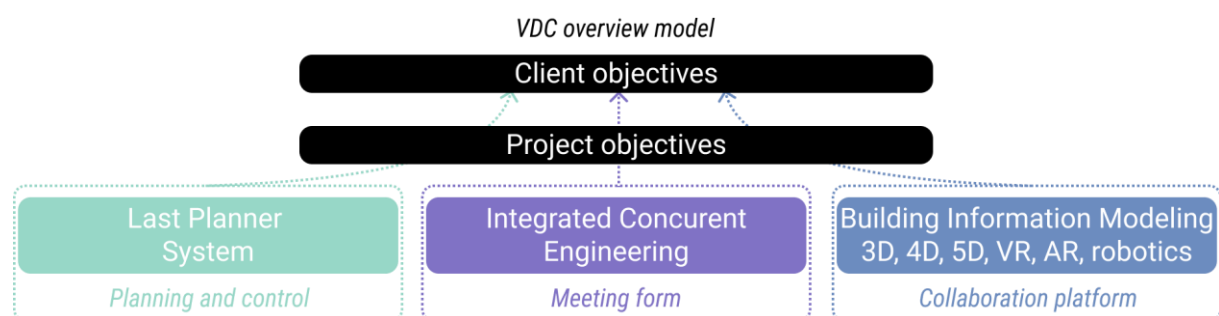 VDC overview model
Client objectives
Project objectives
Last Planner
System
Planning and control
Integrated Concurent
Engineering
Meeting form
Building Information Modeling
3D, 4D, 5D, VR, AR, robotics
Collaboration platform